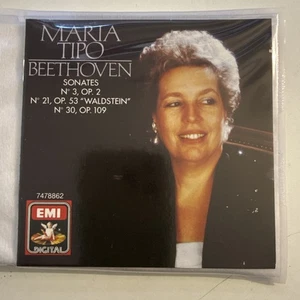 MARIA
TIPO
BEETHOVEN
SONATES
N° 3, OP. 2
N° 21, OP. 53 "WALDSTEIN"
N° 30, OP. 109
7478862
EMI
DIGITAL